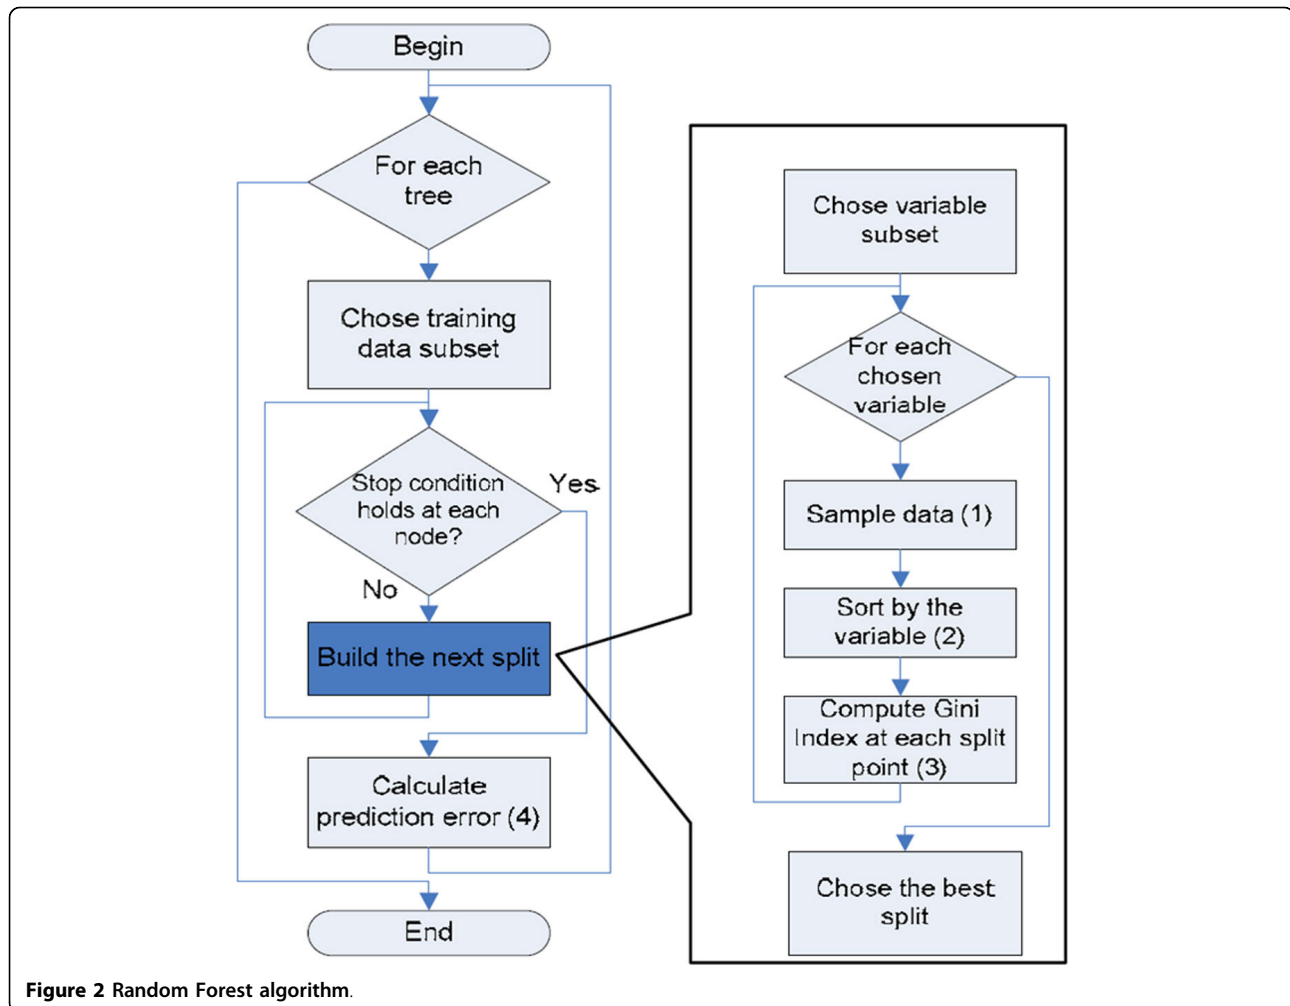 Begin
For each
tree
Chose training
data subset
Stop condition
holds at each
node?
Yes
No
Build the next split
Calculate
prediction error (4)
End
Chose variable
subset
For each
chosen
variable
Sample data (1)
Sort by the
variable (2)
Compute Gini
Index at each split
point (3)
Chose the best
split
Figure 2 Random Forest algorithm.